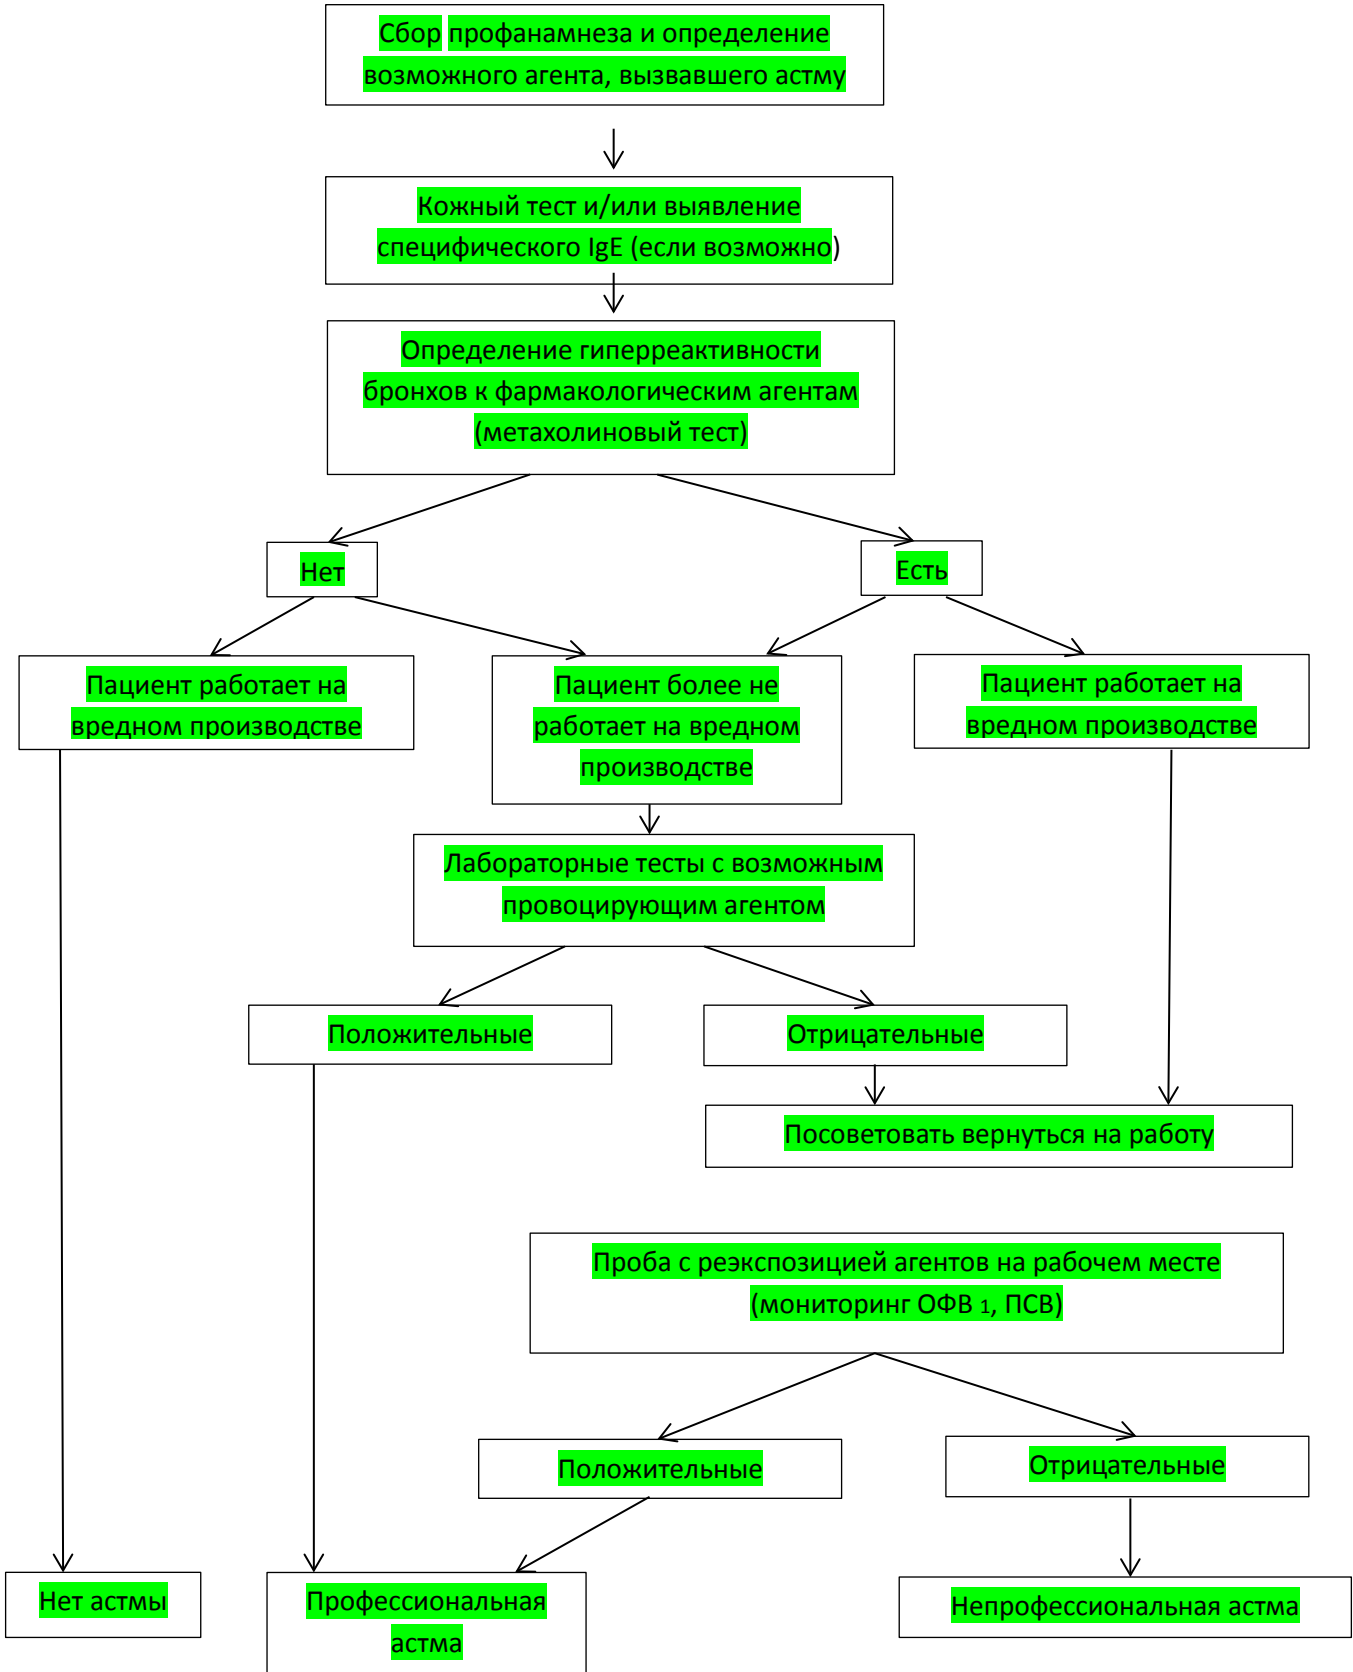 Сбор профанамнеза и определение
возможного агента, вызвавшего астму
Кожный тест и/или выявление
специфического IgE (если возможно)
Определение гиперреактивности
бронхов к фармакологическим агентам
(метахолиновый тест)
Нет
Есть
Пациент работает на
вредном производстве
Пациент более не
работает на вредном
производстве
Пациент работает на
вредном производстве
Лабораторные тесты с возможным
провоцирующим агентом
Положительные
Отрицательные
Посоветовать вернуться на работу
Проба с реэкспозицией агентов на рабочем месте
(мониторинг ОФВ 1, ПСВ)
Положительные
Отрицательные
Нет астмы
Профессиональная
астма
Непрофессиональная астма